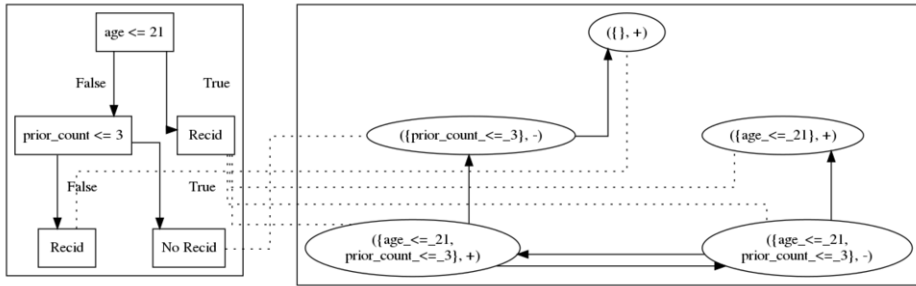 age <= 21
False
True
prior_count <= 3
Recid
False
True
Recid
No Recid
({}, +)
({prior_count_<=_3}, -)
({age_<=_21}, +)
({age_<=_21,
prior_count_<=_3}, +)
({age_<=_21,
prior_count_<=_3}, -)